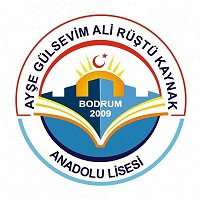 AYŞE GÜLSEVİM ALİ RÜŞTÜ KAYNAK
BODRUM
2009
ANADOLU LİSESİ